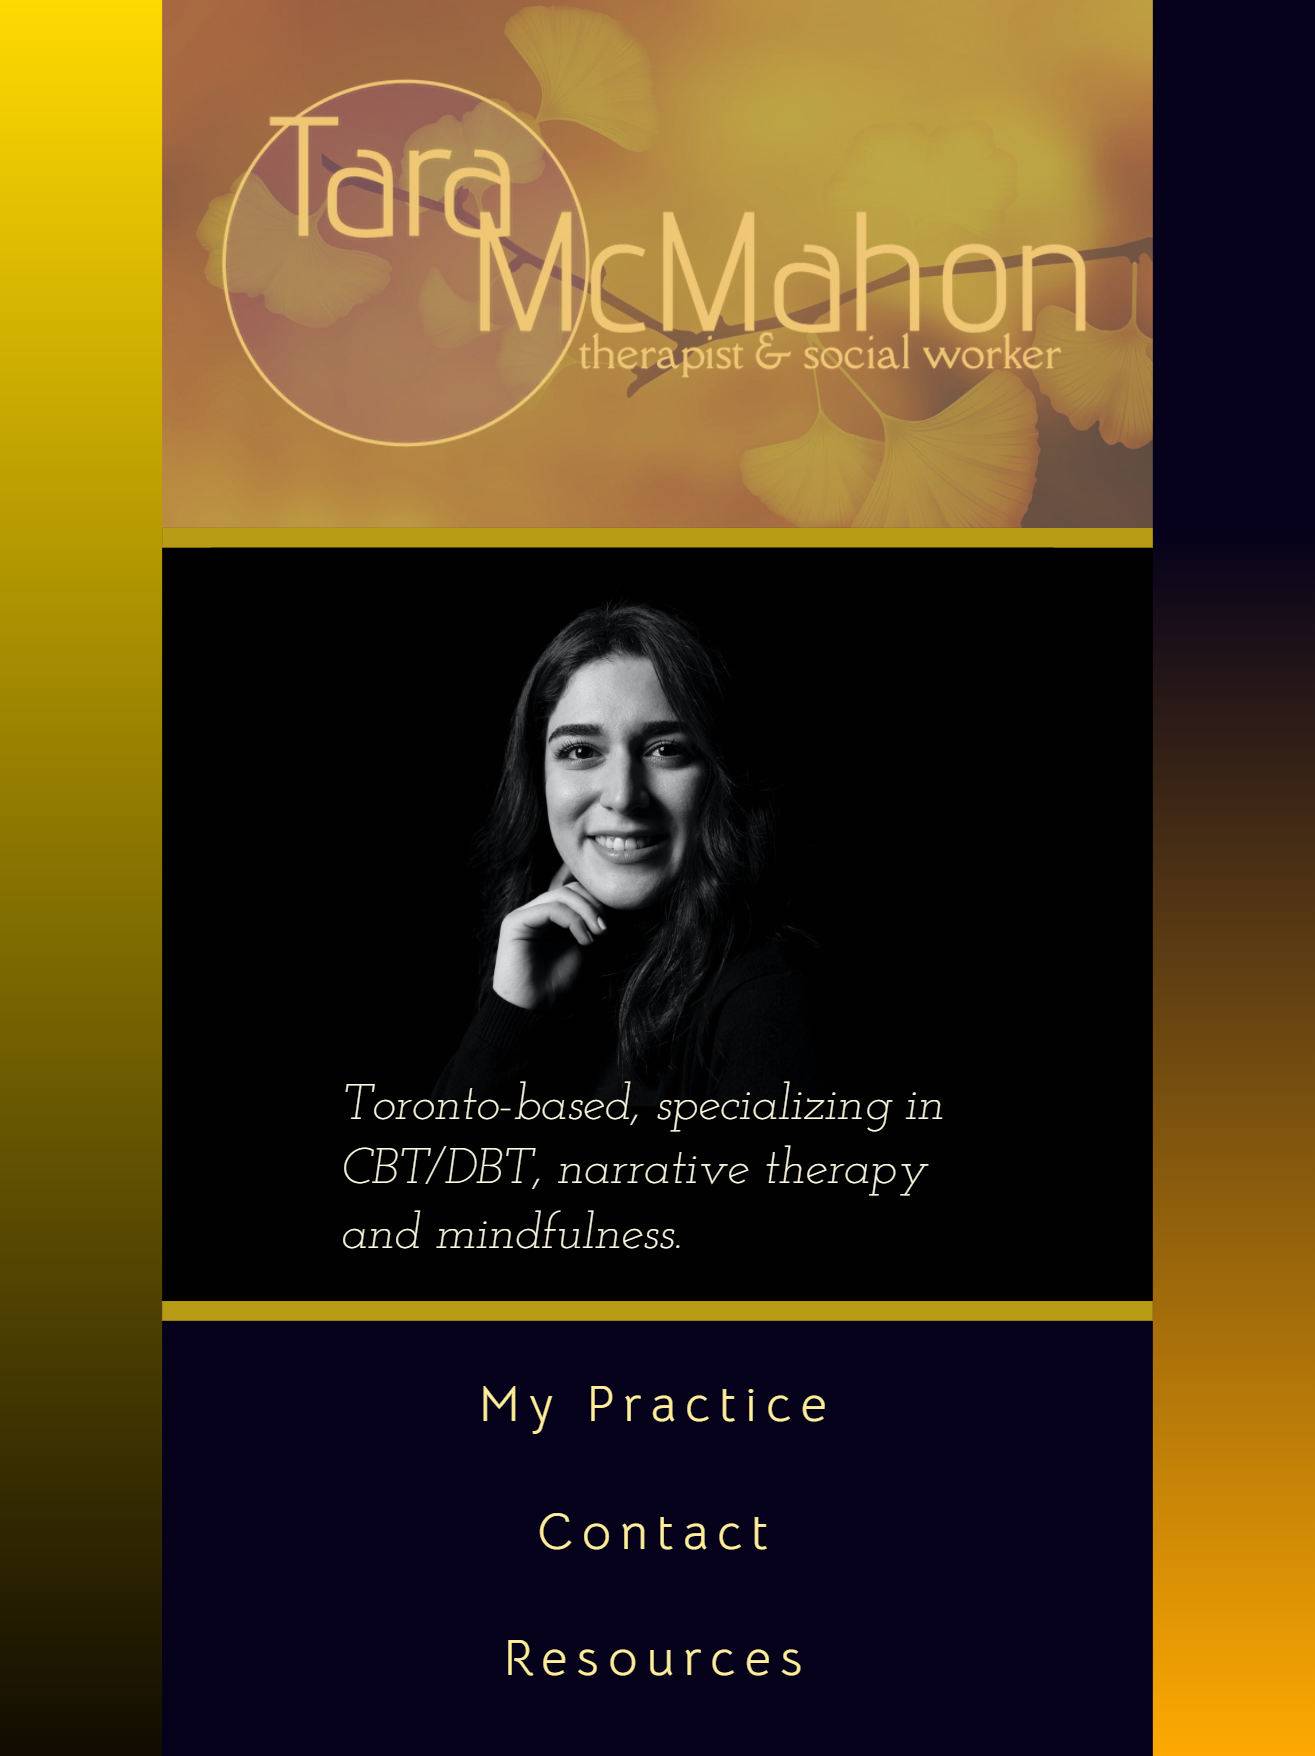 Tara
McMahon
therapist & social worker
Toronto-based, specializing in
CBT/DBT, narrative therapy
and mindfulness.
My Practice
Contact
Resources